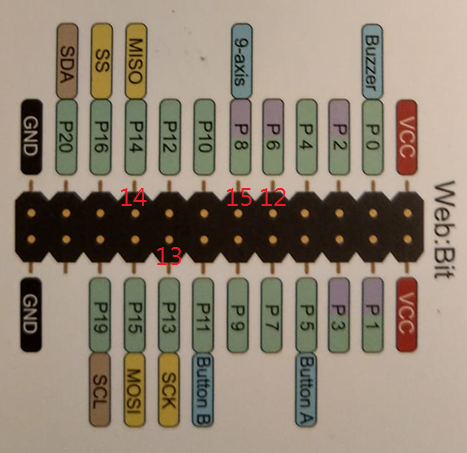 Web:Bit
VCC VCC
Buzzer P 0 P 1
P 2 P 3
P 4 P 5 Button A
P 6 12 P 7
9-axis P 8 15 P 9
P10 P11 Button B
P12 13 P13 SCK
MISO P14 14 P15 MOSI
SS P16 P19 SCL
SDA P20
GND GND